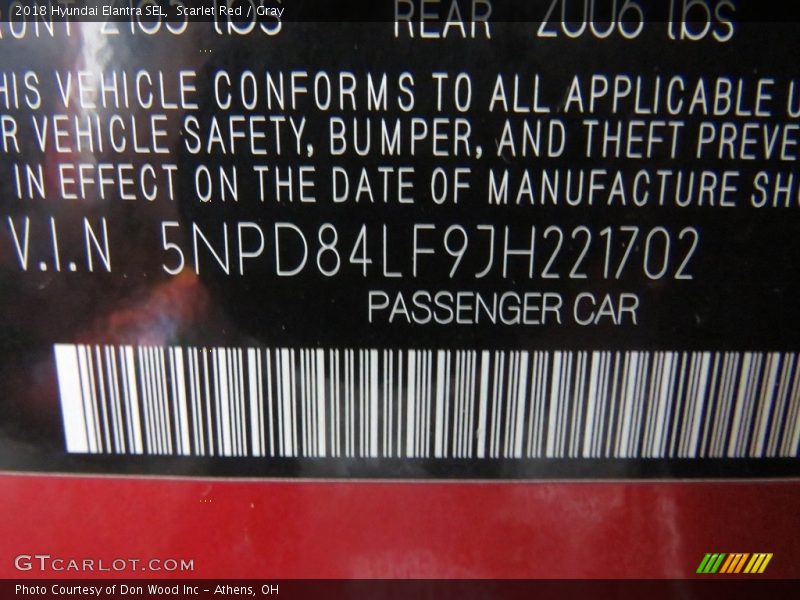 2018 Hyundai Elantra SEL, Scarlet Red / Gray
REAR 2006 lbs
THIS VEHICLE CONFORMS TO ALL APPLICABLE U
R VEHICLE SAFETY, BUMPER, AND THEFT PREVE
IN EFFECT ON THE DATE OF MANUFACTURE SH
V.I.N 5NPD84LF9JH221702
PASSENGER CAR
GTCARLOT.COM
Photo Courtesy of Don Wood Inc - Athens, OH